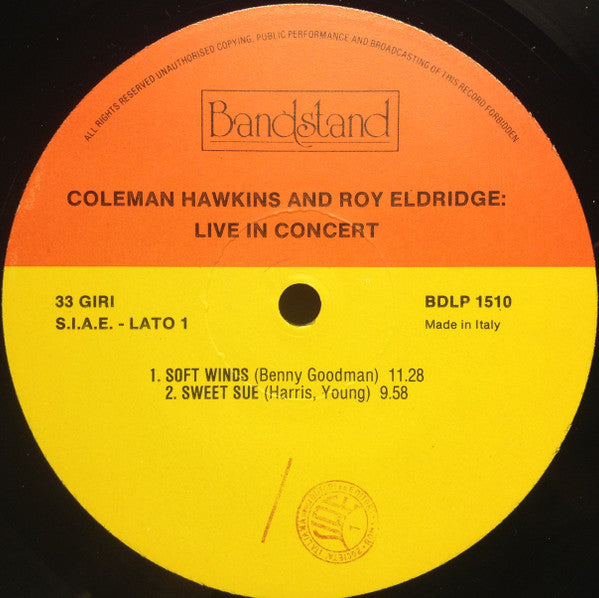 ALL RIGHTS RESERVED UNAUTHORISED COPYING, PUBLIC PERFORMANCE AND BROADCASTING OF THIS RECORD FORBIDDEN
Bandstand
COLEMAN HAWKINS AND ROY ELDRIDGE:
LIVE IN CONCERT
33 GIRI
BDLP 1510
S.I.A.E. - LATO 1
Made in Italy
1. SOFT WINDS (Benny Goodman) 11.28
2. SWEET SUE (Harris, Young) 9.58